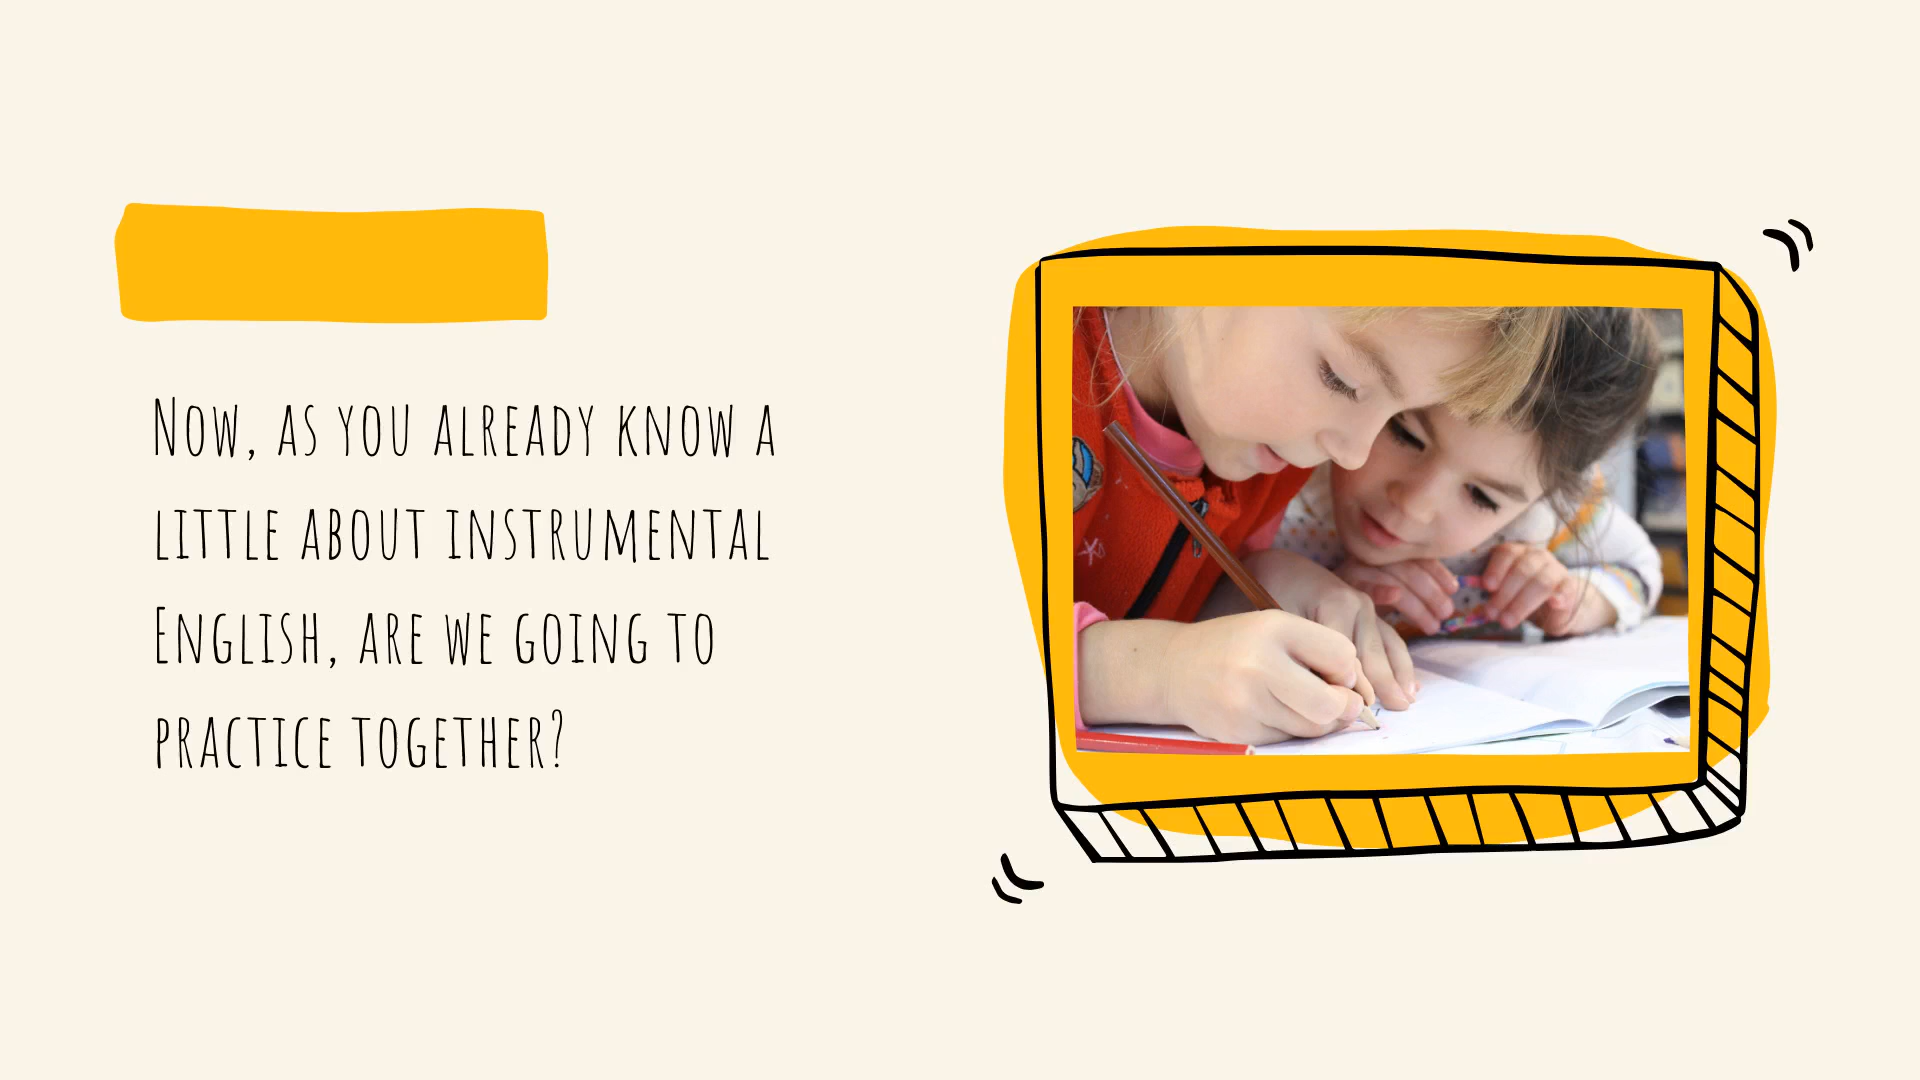 Now, as you already know a
little about instrumental
English, are we going to
practice together?